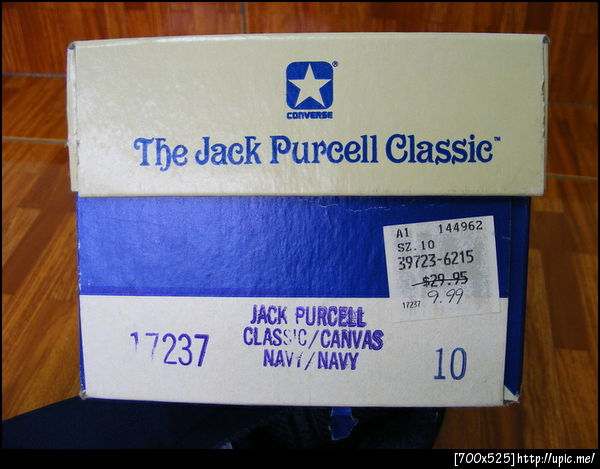 CONVERSE®
The Jack Purcell Classic™
A1 144962
SZ. 10
39723-6215
$29.95
17237 9.99
17237
JACK PURCELL
CLASSIC/CANVAS
NAVY/NAVY
10
[700x525]http://upic.me/